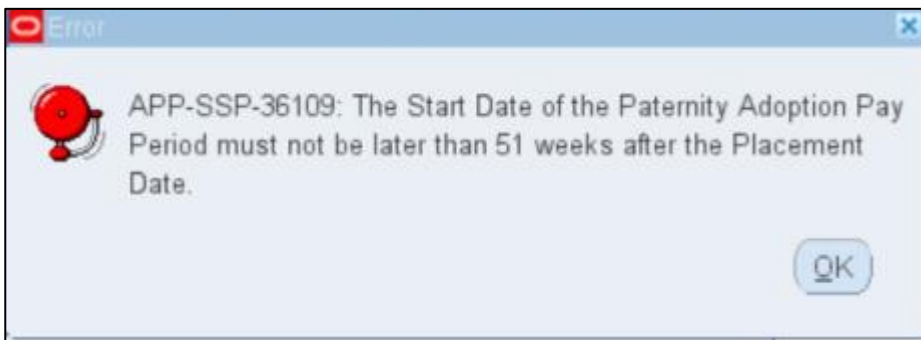 Error
APP-SSP-36109: The Start Date of the Paternity Adoption Pay
Period must not be later than 51 weeks after the Placement
Date.
OK